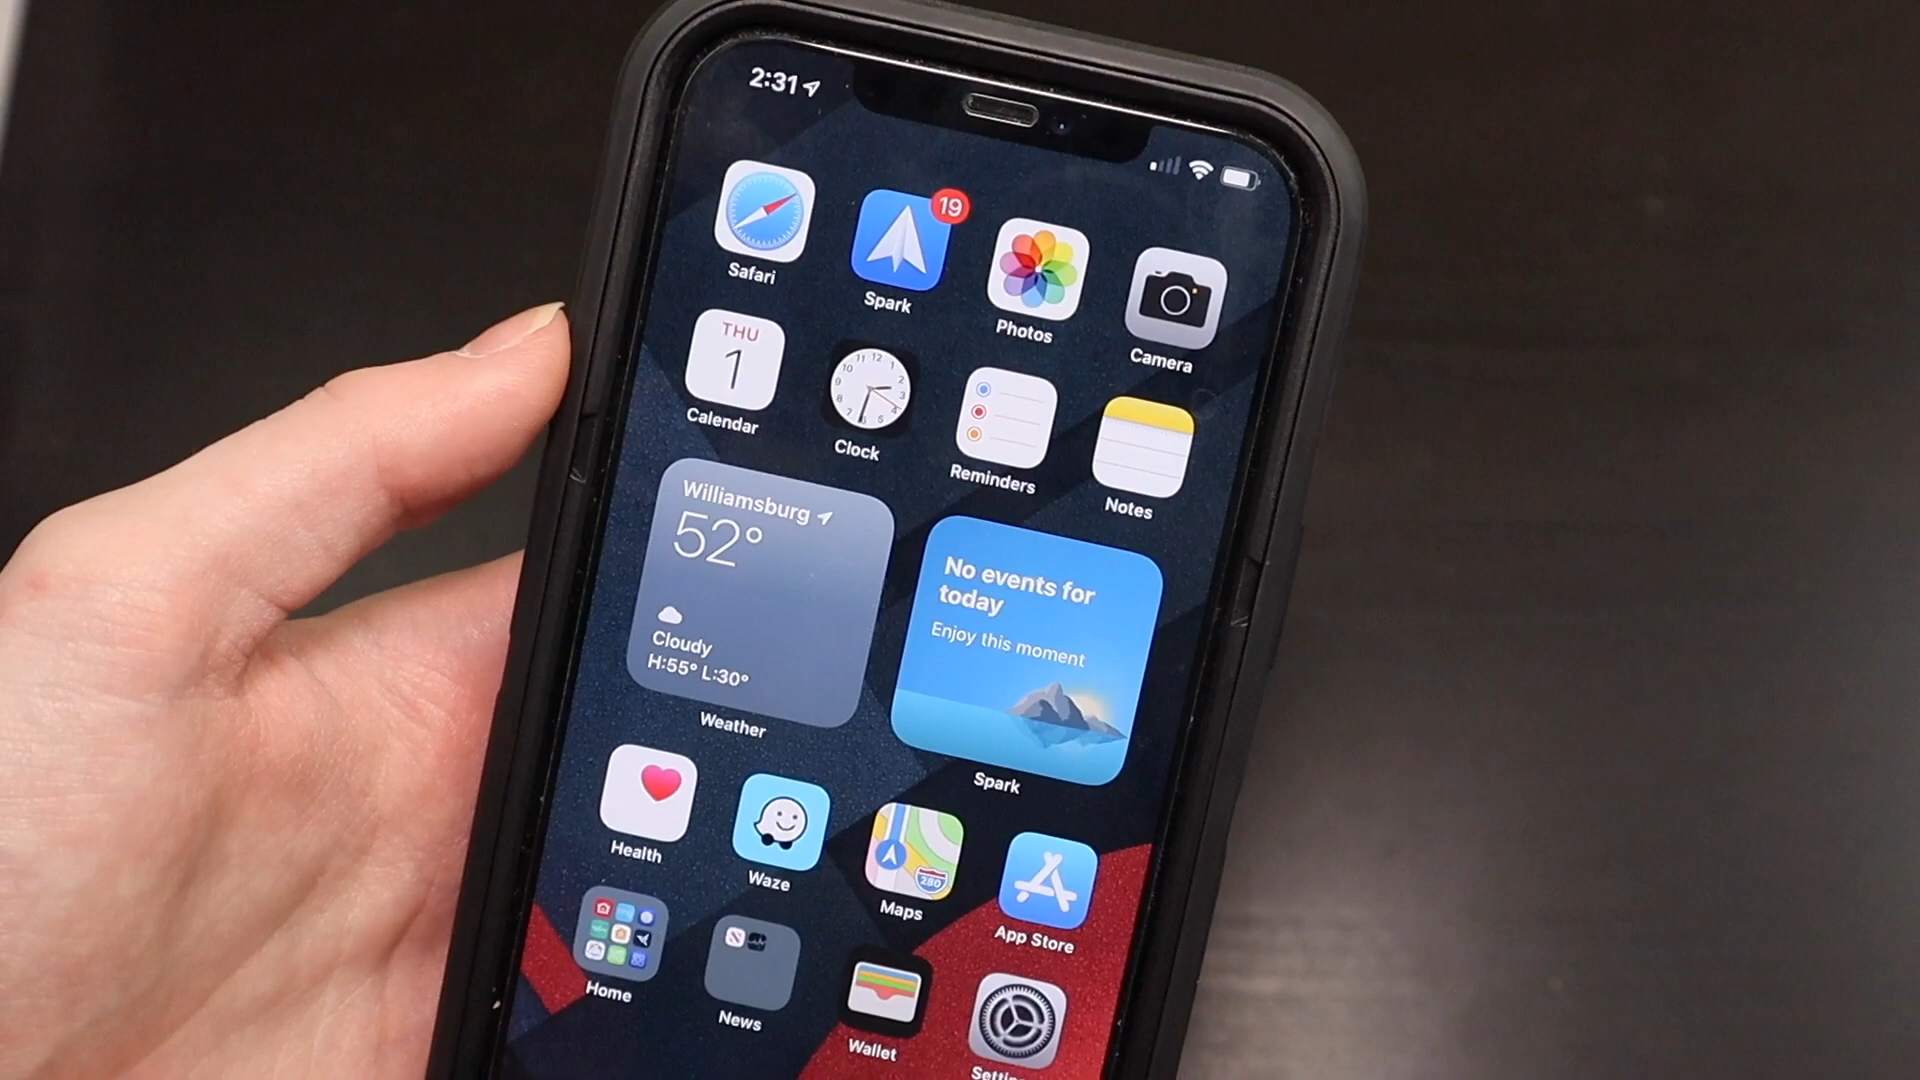 2:31
19
Safari
Spark
Photos
Camera
THU
1
Calendar
Clock
Reminders
Notes
Williamsburg
52°
Cloudy
H:55° L:30°
Weather
No events for
today
Enjoy this moment
Spark
Health
Waze
280
Maps
App Store
Home
News
Wallet